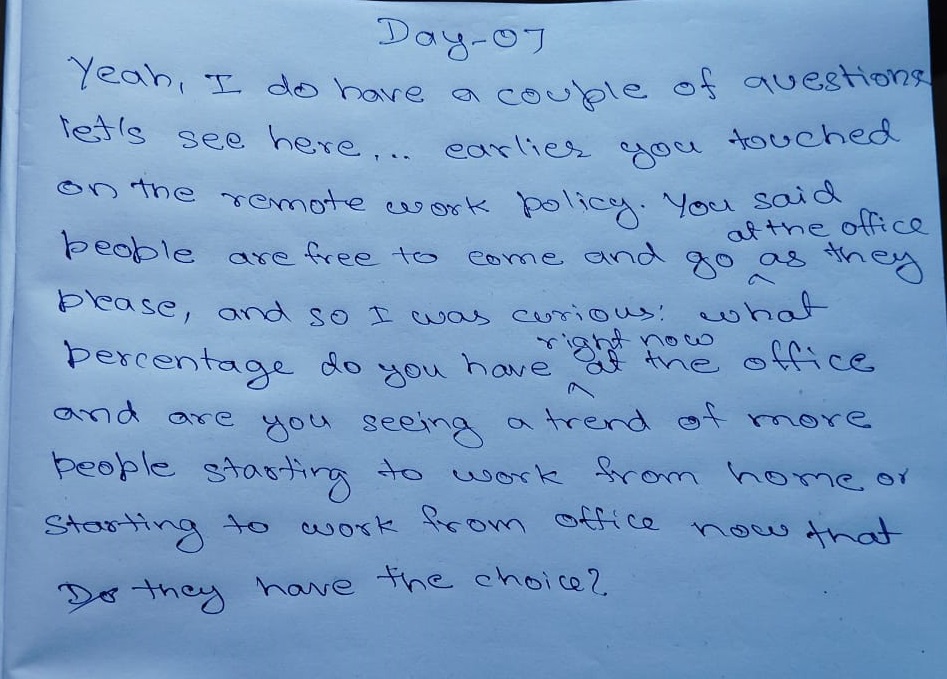 Day-07
Yeah, I do have a couple of questions
let's see here,... earlier you touched
on the remote work policy. You said
at the office
people are free to come and go ^ as they
please, and so I was curious: what
right now
percentage do you have ^ at the office
and are you seeing a trend of more
people starting to work from home or
starting to work from office now that
Do they have the choice?